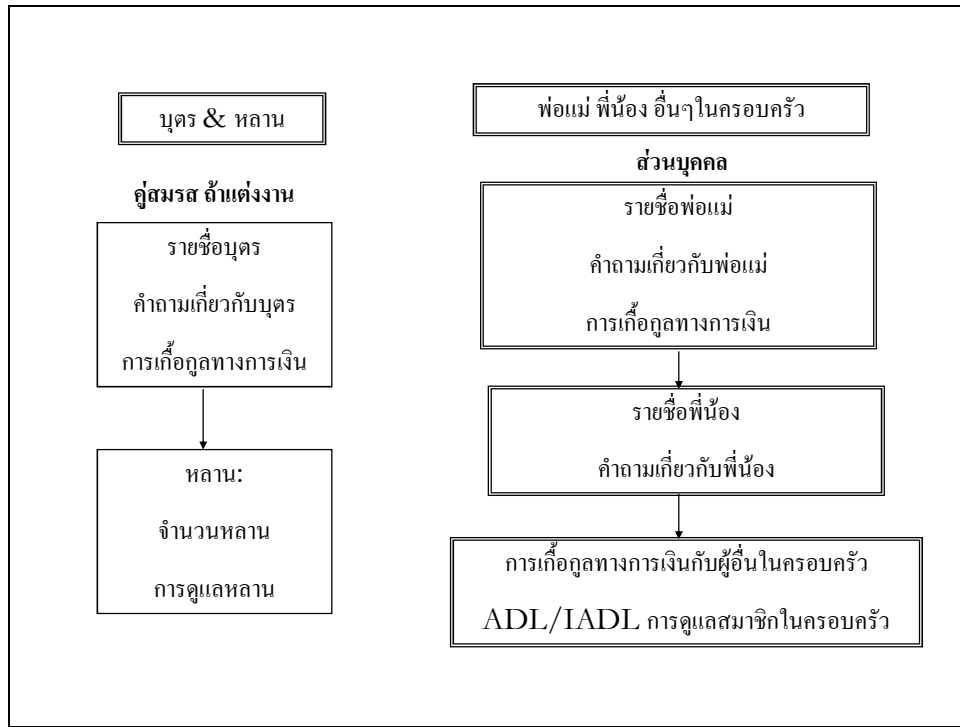 บุตร & หลาน
คู่สมรส ถ้าแต่งงาน
รายชื่อบุตร
คำถามเกี่ยวกับบุตร
การเกื้อกูลทางการเงิน
หลาน:
จำนวนหลาน
การดูแลหลาน
พ่อแม่ พี่น้อง อื่นๆในครอบครัว
ส่วนบุคคล
รายชื่อพ่อแม่
คำถามเกี่ยวกับพ่อแม่
การเกื้อกูลทางการเงิน
รายชื่อพี่น้อง
คำถามเกี่ยวกับพี่น้อง
การเกื้อกูลทางการเงินกับผู้อื่นในครอบครัว
ADL/IADL การดูแลสมาชิกในครอบครัว